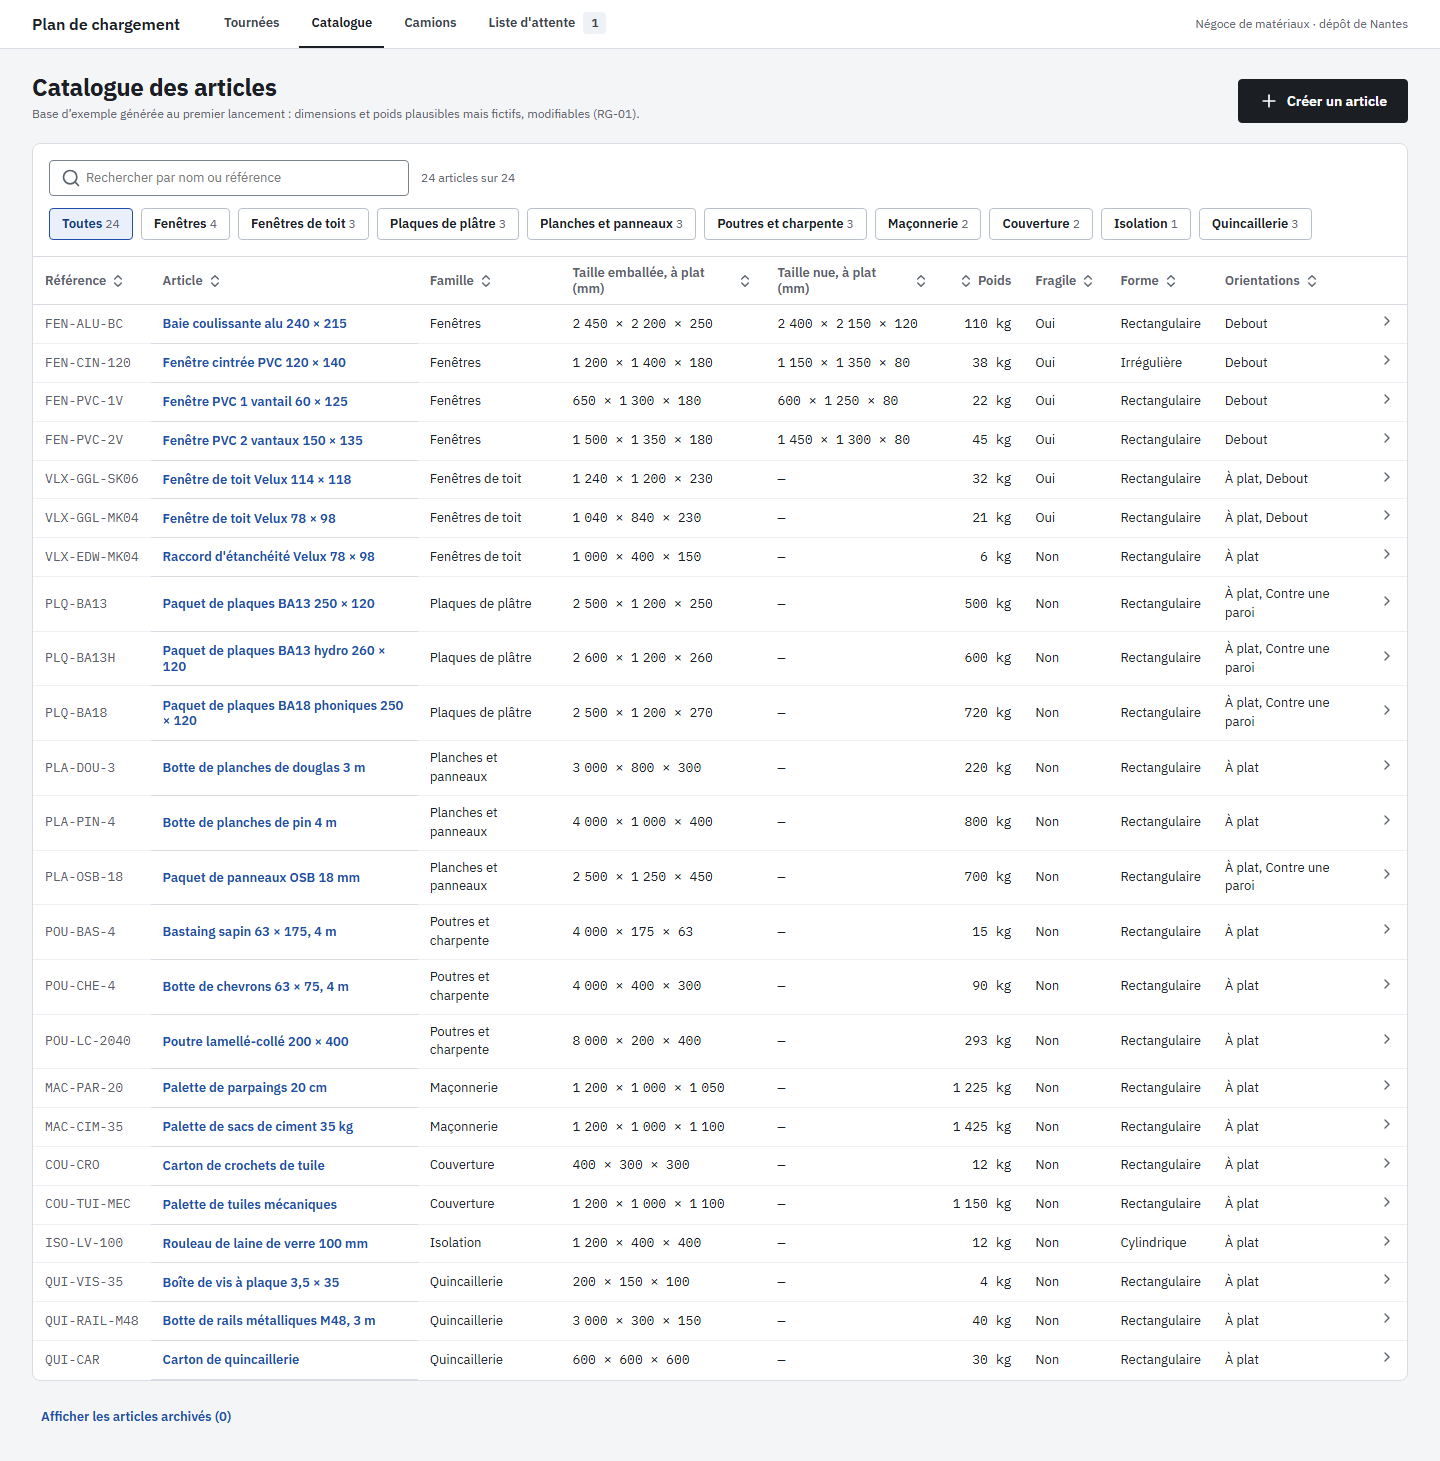 Plan de chargement
Tournées
Catalogue
Camions
Liste d'attente 1
Négoce de matériaux · dépôt de Nantes
Catalogue des articles
Base d'exemple générée au premier lancement : dimensions et poids plausibles mais fictifs, modifiables (RG-01).
Créer un article
Rechercher par nom ou référence
24 articles sur 24
Toutes 24
Fenêtres 4
Fenêtres de toit 3
Plaques de plâtre 3
Planches et panneaux 3
Poutres et charpente 3
Maçonnerie 2
Couverture 2
Isolation 1
Quincaillerie 3
Référence Article Famille Taille emballée, à plat (mm) Taille nue, à plat (mm) Poids Fragile Forme Orientations
FEN-ALU-BC Baie coulissante alu 240 × 215 Fenêtres 2 450 × 2 200 × 250 2 400 × 2 150 × 120 110 kg Oui Rectangulaire Debout
FEN-CIN-120 Fenêtre cintrée PVC 120 × 140 Fenêtres 1 200 × 1 400 × 180 1 150 × 1 350 × 80 38 kg Oui Irrégulière Debout
FEN-PVC-1V Fenêtre PVC 1 vantail 60 × 125 Fenêtres 650 × 1 300 × 180 600 × 1 250 × 80 22 kg Oui Rectangulaire Debout
FEN-PVC-2V Fenêtre PVC 2 vantaux 150 × 135 Fenêtres 1 500 × 1 350 × 180 1 450 × 1 300 × 80 45 kg Oui Rectangulaire Debout
VLX-GGL-SK06 Fenêtre de toit Velux 114 × 118 Fenêtres de toit 1 240 × 1 200 × 230 — 32 kg Oui Rectangulaire À plat, Debout
VLX-GGL-MK04 Fenêtre de toit Velux 78 × 98 Fenêtres de toit 1 040 × 840 × 230 — 21 kg Oui Rectangulaire À plat, Debout
VLX-EDW-MK04 Raccord d'étanchéité Velux 78 × 98 Fenêtres de toit 1 000 × 400 × 150 — 6 kg Non Rectangulaire À plat
PLQ-BA13 Paquet de plaques BA13 250 × 120 Plaques de plâtre 2 500 × 1 200 × 250 — 500 kg Non Rectangulaire À plat, Contre une paroi
PLQ-BA13H Paquet de plaques BA13 hydro 260 × 120 Plaques de plâtre 2 600 × 1 200 × 260 — 600 kg Non Rectangulaire À plat, Contre une paroi
PLQ-BA18 Paquet de plaques BA18 phoniques 250 × 120 Plaques de plâtre 2 500 × 1 200 × 270 — 720 kg Non Rectangulaire À plat, Contre une paroi
PLA-DOU-3 Botte de planches de douglas 3 m Planches et panneaux 3 000 × 800 × 300 — 220 kg Non Rectangulaire À plat
PLA-PIN-4 Botte de planches de pin 4 m Planches et panneaux 4 000 × 1 000 × 400 — 800 kg Non Rectangulaire À plat
PLA-OSB-18 Paquet de panneaux OSB 18 mm Planches et panneaux 2 500 × 1 250 × 450 — 700 kg Non Rectangulaire À plat, Contre une paroi
POU-BAS-4 Bastaing sapin 63 × 175, 4 m Poutres et charpente 4 000 × 175 × 63 — 15 kg Non Rectangulaire À plat
POU-CHE-4 Botte de chevrons 63 × 75, 4 m Poutres et charpente 4 000 × 400 × 300 — 90 kg Non Rectangulaire À plat
POU-LC-2040 Poutre lamellé-collé 200 × 400 Poutres et charpente 8 000 × 200 × 400 — 293 kg Non Rectangulaire À plat
MAC-PAR-20 Palette de parpaings 20 cm Maçonnerie 1 200 × 1 000 × 1 050 — 1 225 kg Non Rectangulaire À plat
MAC-CIM-35 Palette de sacs de ciment 35 kg Maçonnerie 1 200 × 1 000 × 1 100 — 1 425 kg Non Rectangulaire À plat
COU-CRO Carton de crochets de tuile Couverture 400 × 300 × 300 — 12 kg Non Rectangulaire À plat
COU-TUI-MEC Palette de tuiles mécaniques Couverture 1 200 × 1 000 × 1 100 — 1 150 kg Non Rectangulaire À plat
ISO-LV-100 Rouleau de laine de verre 100 mm Isolation 1 200 × 400 × 400 — 12 kg Non Cylindrique À plat
QUI-VIS-35 Boîte de vis à plaque 3,5 × 35 Quincaillerie 200 × 150 × 100 — 4 kg Non Rectangulaire À plat
QUI-RAIL-M48 Botte de rails métalliques M48, 3 m Quincaillerie 3 000 × 300 × 150 — 40 kg Non Rectangulaire À plat
QUI-CAR Carton de quincaillerie Quincaillerie 600 × 600 × 600 — 30 kg Non Rectangulaire À plat
Afficher les articles archivés (0)